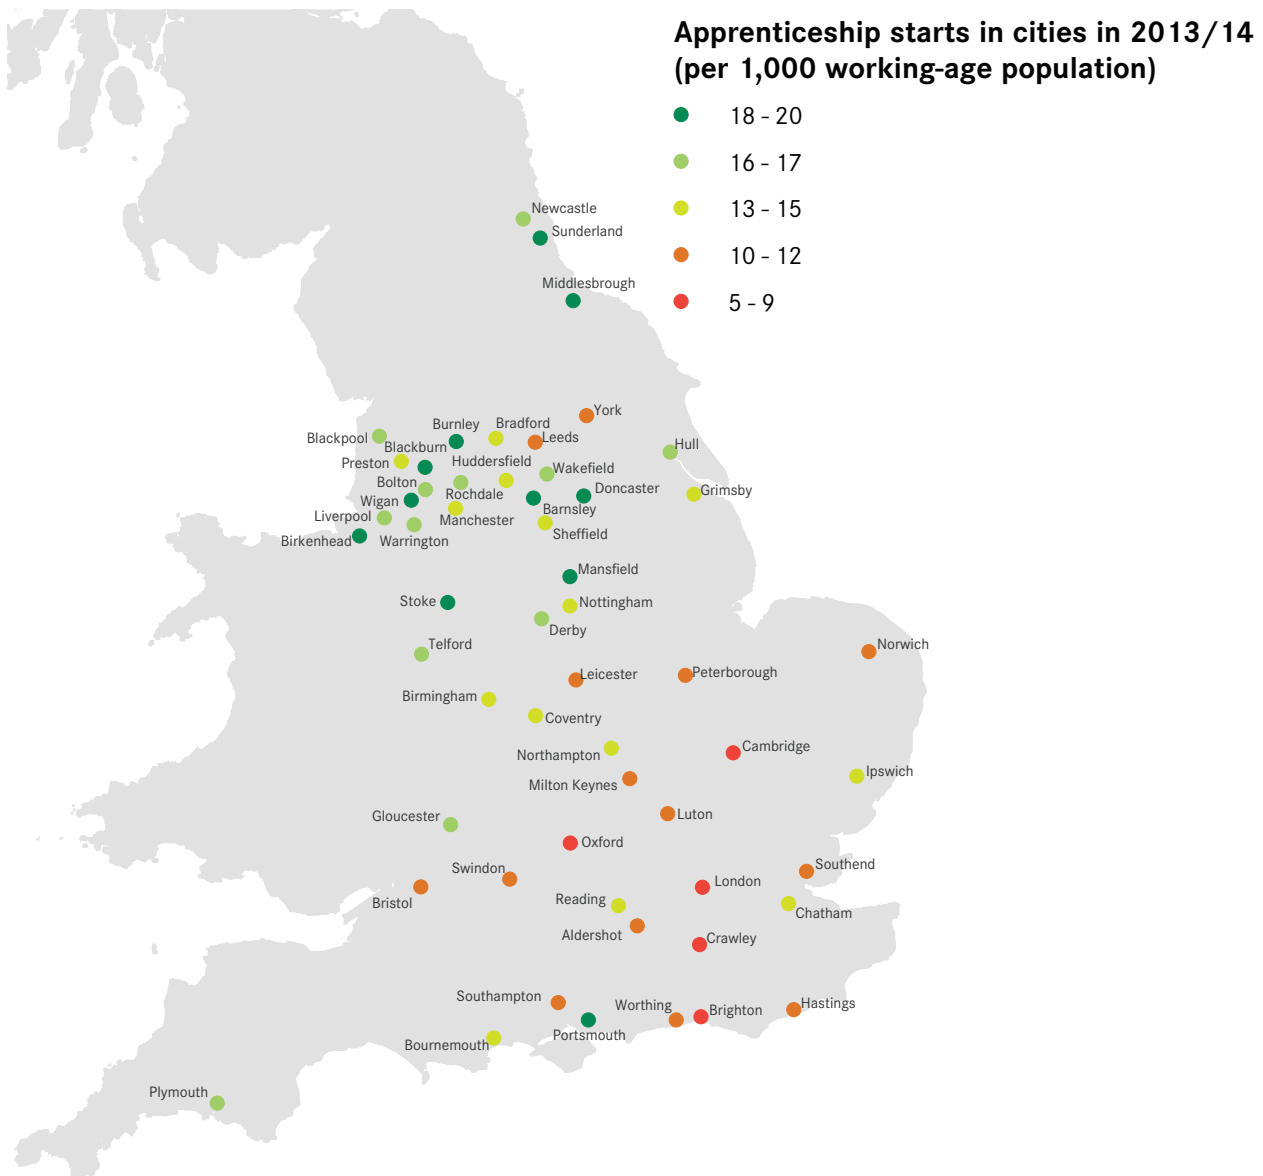 Apprenticeship starts in cities in 2013/14
(per 1,000 working-age population)
18 - 20
16 - 17
13 - 15
10 - 12
5 - 9
Newcastle
Sunderland
Middlesbrough
York
Burnley
Bradford
Leeds
Blackpool
Blackburn
Hull
Preston
Huddersfield
Wakefield
Bolton
Doncaster
Grimsby
Wigan
Rochdale
Barnsley
Liverpool
Manchester
Sheffield
Birkenhead
Warrington
Mansfield
Stoke
Nottingham
Derby
Telford
Norwich
Leicester
Peterborough
Birmingham
Coventry
Cambridge
Northampton
Ipswich
Milton Keynes
Gloucester
Luton
Oxford
Swindon
Southend
London
Bristol
Reading
Chatham
Aldershot
Crawley
Southampton
Worthing
Brighton
Hastings
Portsmouth
Bournemouth
Plymouth